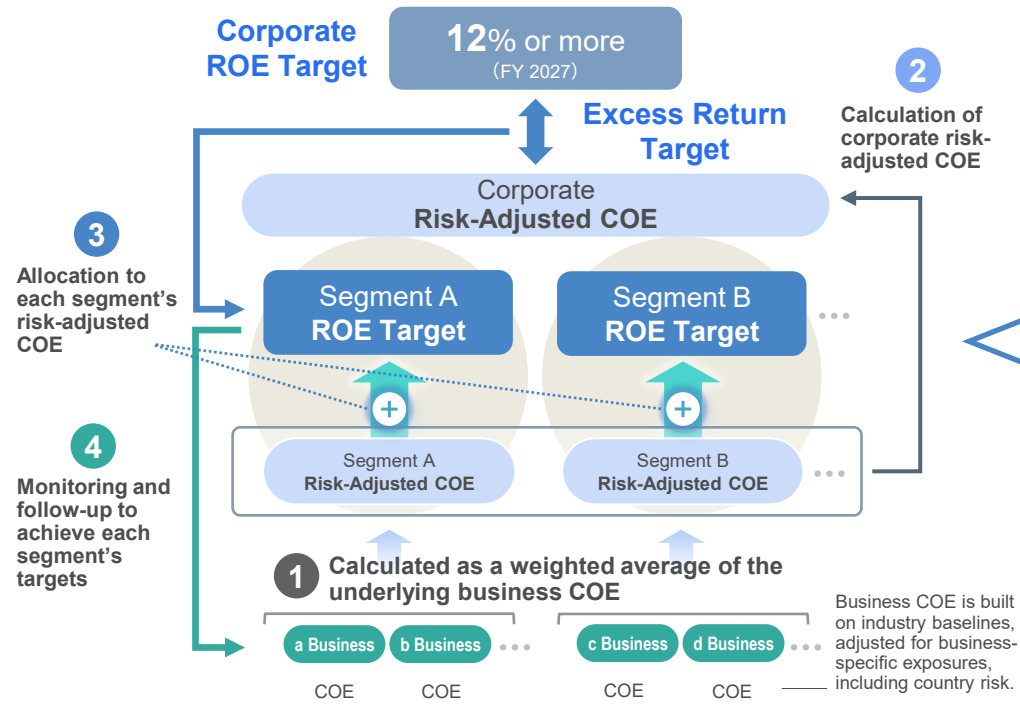 Corporate
ROE Target
12% or more
(FY 2027)
Excess Return
Target
2
Calculation of
corporate risk-
adjusted COE
Corporate
Risk-Adjusted COE
3
Allocation to
each segment's
risk-adjusted
COE
Segment A
ROE Target
Segment B
ROE Target
...
+
+
4
Monitoring and
follow-up to
achieve each
segment's
targets
Segment A
Risk-Adjusted COE
Segment B
Risk-Adjusted COE
...
1
Calculated as a weighted average of the
underlying business COE
a Business
b Business
...
c Business
d Business
...
COE
COE
COE
COE
Business COE is built
on industry baselines,
adjusted for business-
specific exposures,
including country risk.